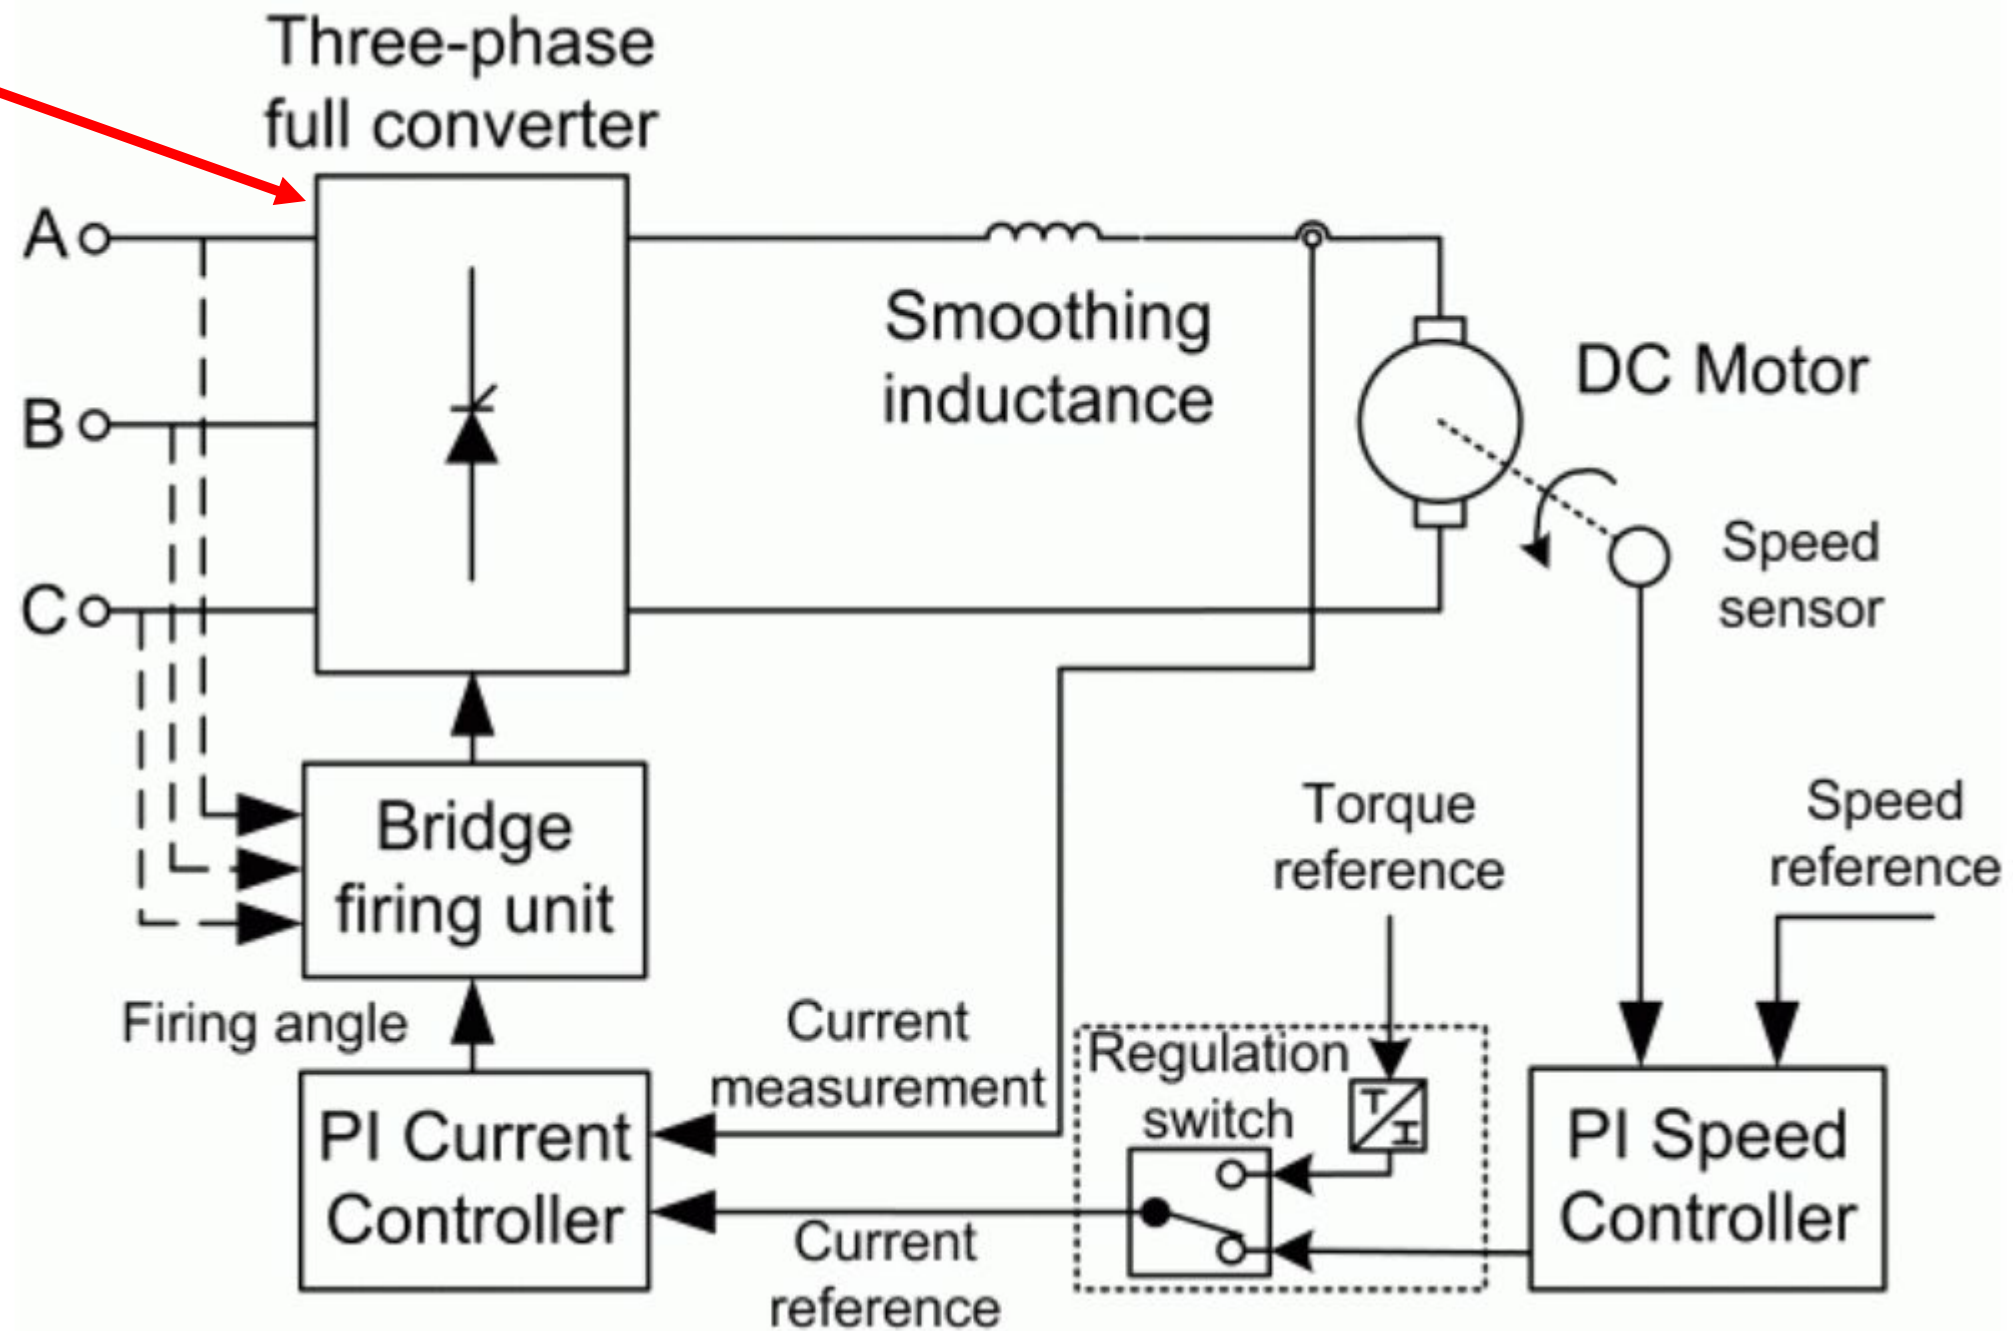 Three-phase
full converter
A
B
C
Smoothing
inductance
DC Motor
Speed
sensor
Bridge
firing unit
Torque
reference
Speed
reference
Firing angle
Current
measurement
Regulation
switch
T
I
PI Current
Controller
Current
reference
PI Speed
Controller